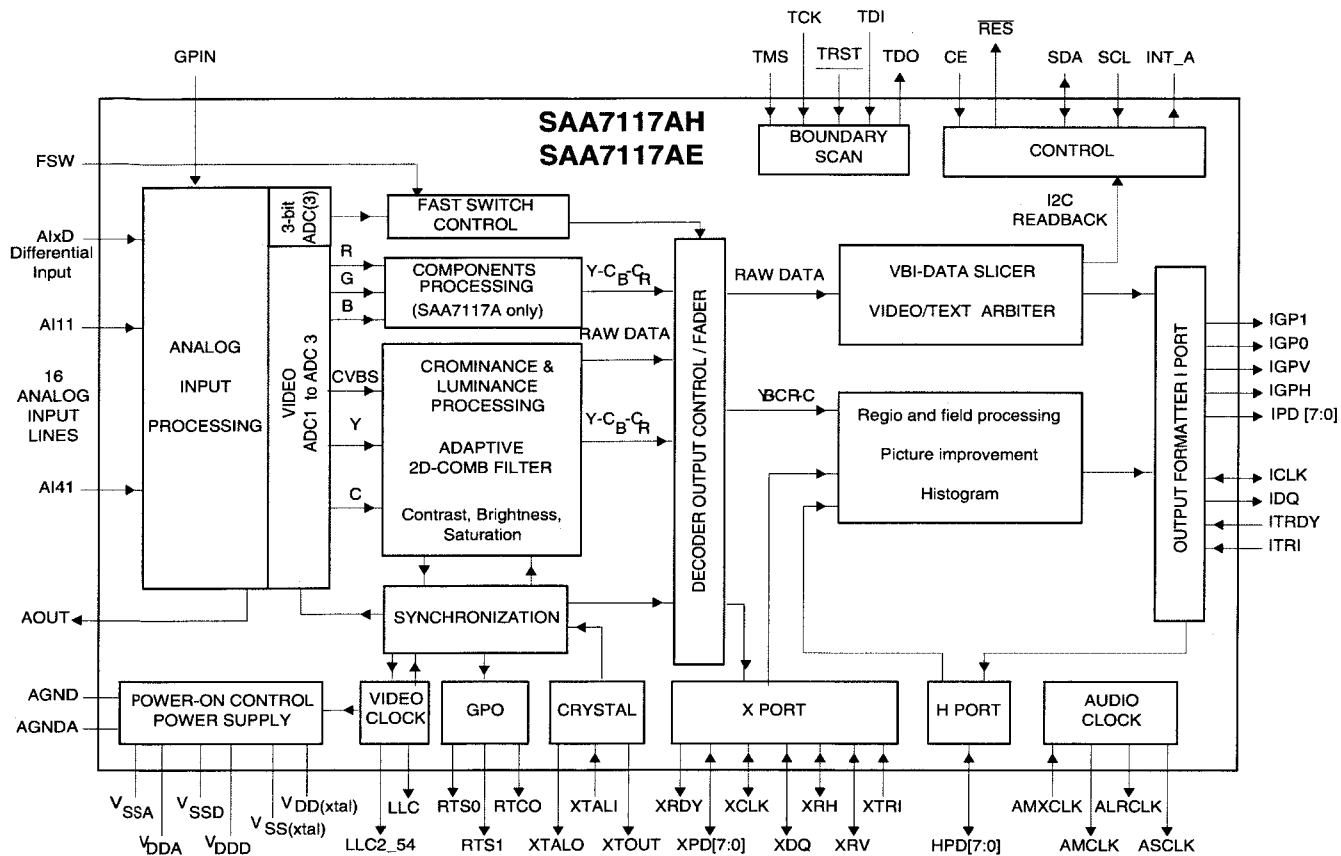 TCK
TDI
RES
GPIN
TMS
TRST
TDO
CE
SDA
SCL
INT_A
SAA7117AH
SAA7117AE
BOUNDARY
SCAN
CONTROL
FSW
3-bit
ADC(3)
FAST SWITCH
CONTROL
I2C
READBACK
AIxD
Differential
Input
R
G
B
COMPONENTS
PROCESSING
(SAA7117A only)
Y-CB-CR
RAW DATA
VBI-DATA SLICER
VIDEO/TEXT ARBITER
AI11
ANALOG
INPUT
PROCESSING
VIDEO
ADC1 to ADC 3
RAW DATA
DECODER OUTPUT CONTROL / FADER
OUTPUT FORMATTER I PORT
IGP1
IGP0
IGPV
IGPH
IPD [7:0]
16
ANALOG
INPUT
LINES
CVBS
Y
C
CROMINANCE &
LUMINANCE
PROCESSING
ADAPTIVE
2D-COMB FILTER
Contrast, Brightness,
Saturation
Y-CB-CR
YBCR-C
Regio and field processing
Picture improvement
Histogram
AI41
ICLK
IDQ
ITRDY
ITRI
AOUT
SYNCHRONIZATION
AGND
AGNDA
POWER-ON CONTROL
POWER SUPPLY
VIDEO
CLOCK
GPO
CRYSTAL
X PORT
H PORT
AUDIO
CLOCK
VSSA
VSSD
VDD(xtal)
LLC
RTS0
RTCO
XTALI
XRDY
XCLK
XRH
XTRI
AMXCLK
ALRCLK
VDDA
VDDD
VSS(xtal)
LLC2_54
RTS1
XTALO
XTOUT
XPD[7:0]
XDQ
XRV
HPD[7:0]
AMCLK
ASCLK